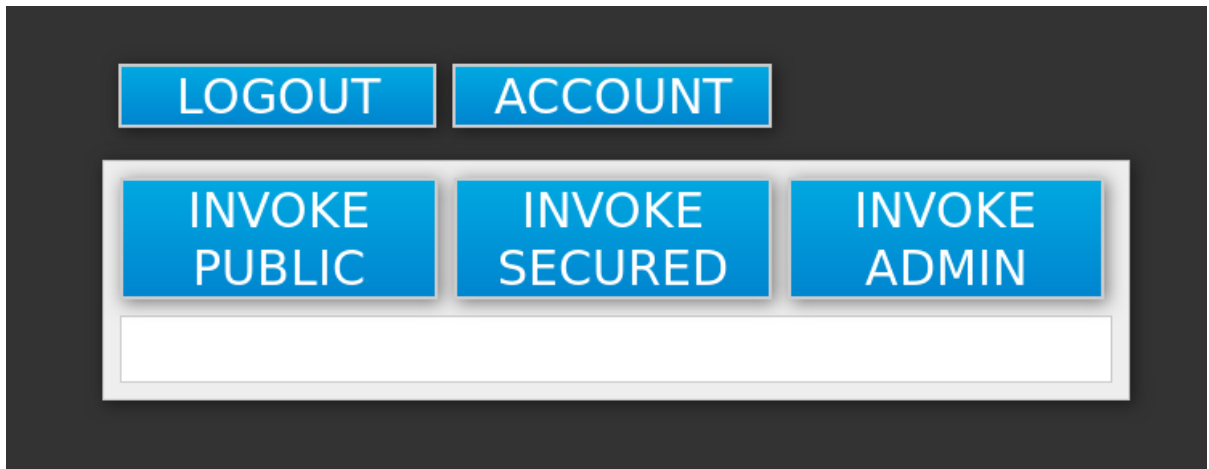 LOGOUT ACCOUNT
INVOKE INVOKE INVOKE
PUBLIC SECURED ADMIN